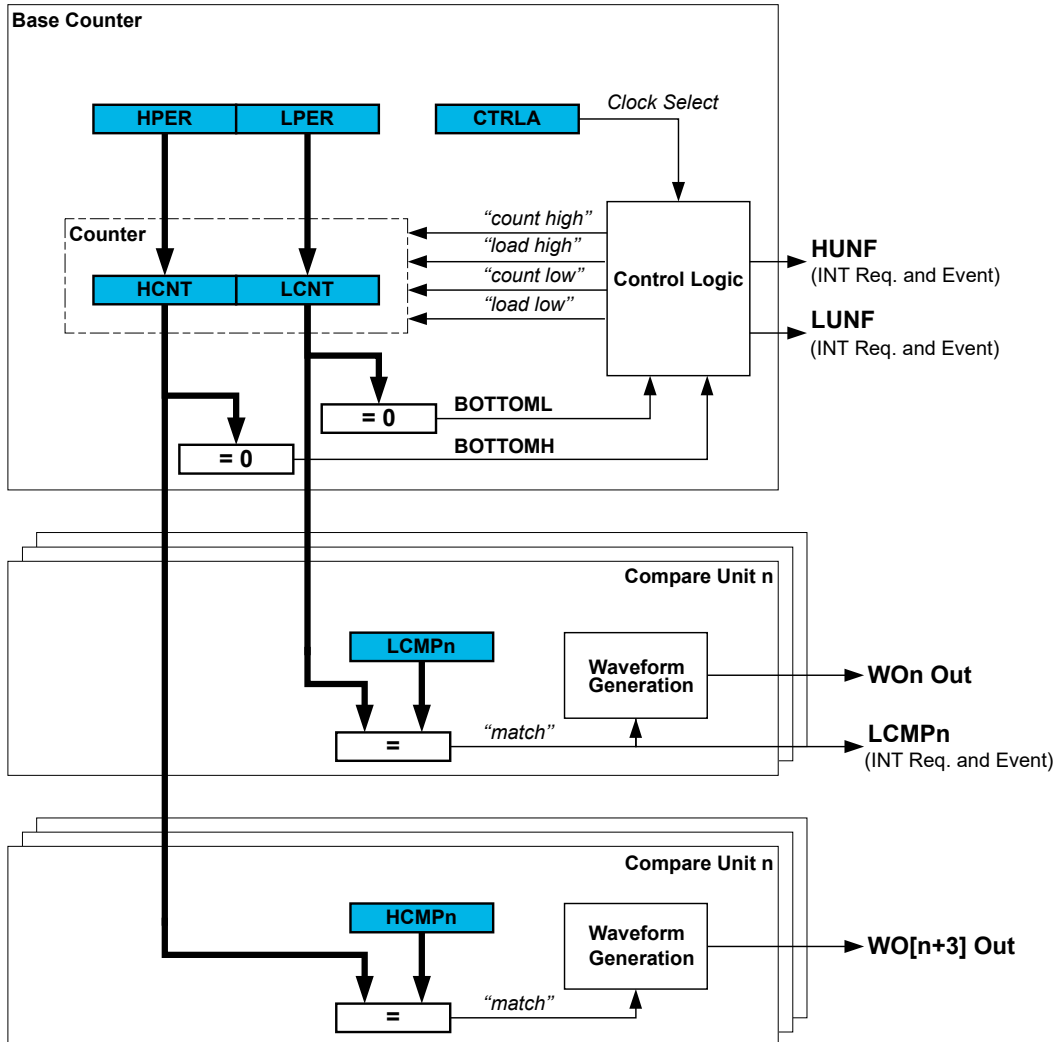 Base Counter
Clock Select
HPER LPER CTRLA
“count high”
Counter
“load high”
HUNF
(INT Req. and Event)
“count low”
Control Logic
HCNT LCNT
“load low”
LUNF
(INT Req. and Event)
BOTTOML
= 0
BOTTOMH
= 0
Compare Unit n
LCMPn
Waveform
Generation
WOn Out
“match”
LCMPn
=
(INT Req. and Event)
Compare Unit n
HCMPn
Waveform
Generation
WO[n+3] Out
“match”
=